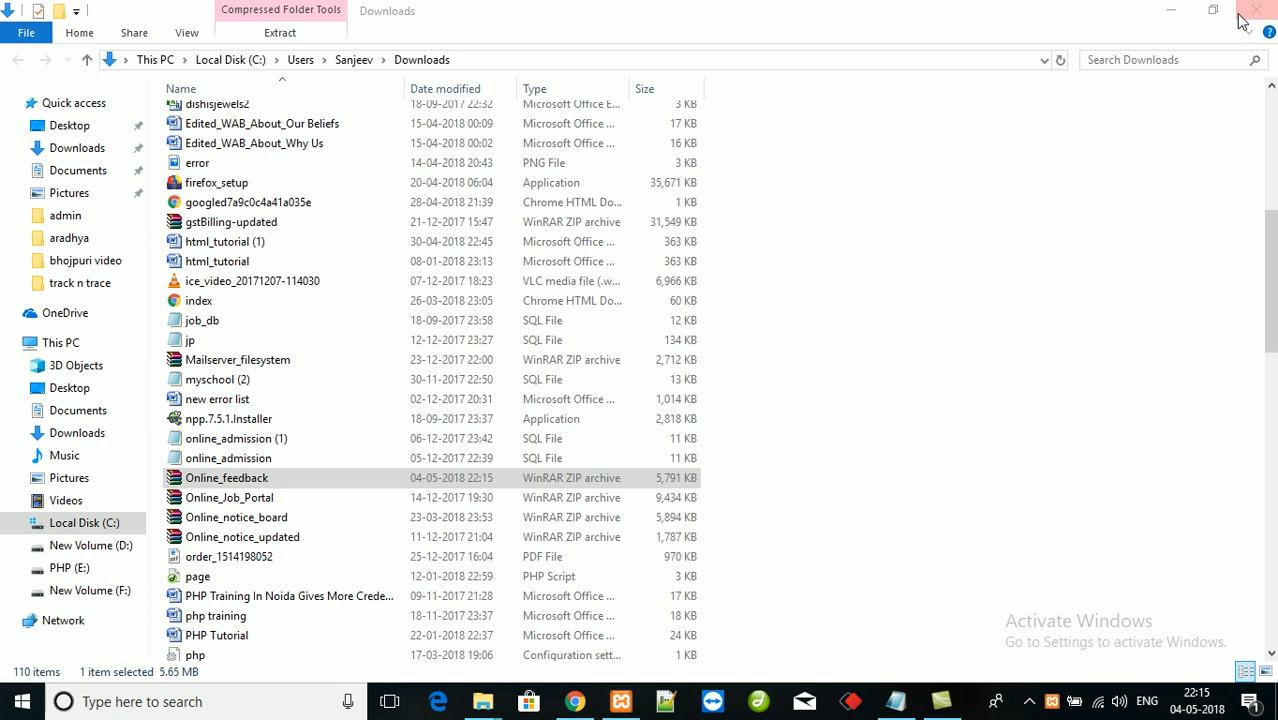 Compressed Folder Tools
Downloads
File
Home
Share
View
Extract
This PC
Local Disk (C:)
Users
Sanjeev
Downloads
Search Downloads
Name
Date modified
Type
Size
dishisjewels2 18-09-2017 22:32 Microsoft Office E... 3 KB
Edited_WAB_About_Our Beliefs 15-04-2018 00:09 Microsoft Office ... 17 KB
Edited_WAB_About_Why Us 15-04-2018 00:02 Microsoft Office ... 16 KB
error 14-04-2018 20:43 PNG File 3 KB
firefox_setup 20-04-2018 06:04 Application 35,671 KB
googled7a9c0c4a41a035e 28-04-2018 21:39 Chrome HTML Do... 1 KB
gstBilling-updated 21-12-2017 15:47 WinRAR ZIP archive 31,549 KB
html_tutorial (1) 30-04-2018 22:45 Microsoft Office ... 363 KB
html_tutorial 08-01-2018 23:13 Microsoft Office ... 363 KB
ice_video_20171207-114030 07-12-2017 18:23 VLC media file (.w... 6,966 KB
index 26-03-2018 23:05 Chrome HTML Do... 60 KB
job_db 18-09-2017 23:58 SQL File 12 KB
jp 12-12-2017 23:27 SQL File 134 KB
Mailserver_filesystem 23-12-2017 22:00 WinRAR ZIP archive 2,712 KB
myschool (2) 30-11-2017 22:50 SQL File 13 KB
new error list 02-12-2017 20:31 Microsoft Office ... 1,014 KB
npp.7.5.1.Installer 18-09-2017 23:37 Application 2,818 KB
online_admission (1) 06-12-2017 23:42 SQL File 11 KB
online_admission 05-12-2017 22:39 SQL File 11 KB
Online_feedback 04-05-2018 22:15 WinRAR ZIP archive 5,791 KB
Online_Job_Portal 14-12-2017 19:30 WinRAR ZIP archive 9,434 KB
Online_notice_board 23-03-2018 23:53 WinRAR ZIP archive 5,894 KB
Online_notice_updated 11-12-2017 21:04 WinRAR ZIP archive 1,787 KB
order_1514198052 25-12-2017 16:04 PDF File 970 KB
page 12-01-2018 22:59 PHP Script 3 KB
PHP Training In Noida Gives More Crede... 09-11-2017 21:28 Microsoft Office ... 17 KB
php training 18-11-2017 23:37 Microsoft Office ... 18 KB
PHP Tutorial 22-01-2018 22:37 Microsoft Office ... 24 KB
php 17-03-2018 19:06 Configuration sett... 1 KB
Quick access
Desktop
Downloads
Documents
Pictures
admin
aradhya
bhojpuri video
track n trace
OneDrive
This PC
3D Objects
Desktop
Documents
Downloads
Music
Pictures
Videos
Local Disk (C:)
New Volume (D:)
PHP (E:)
New Volume (F:)
Network
Activate Windows
Go to Settings to activate Windows.
110 items
1 item selected 5.65 MB
Type here to search
ENG
22:15
04-05-2018
1